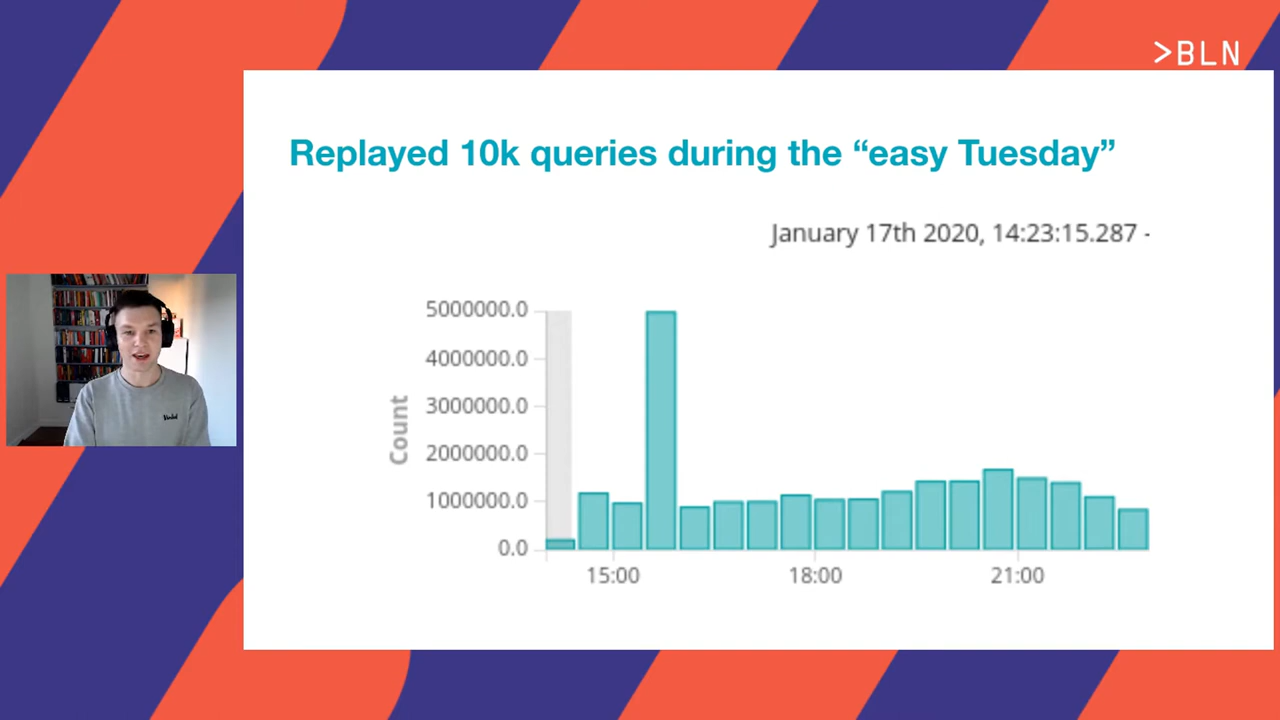 >BLN
Replayed 10k queries during the “easy Tuesday”
January 17th 2020, 14:23:15.287 -
5000000.0
4000000.0
3000000.0
2000000.0
1000000.0
0.0
Count
15:00
18:00
21:00